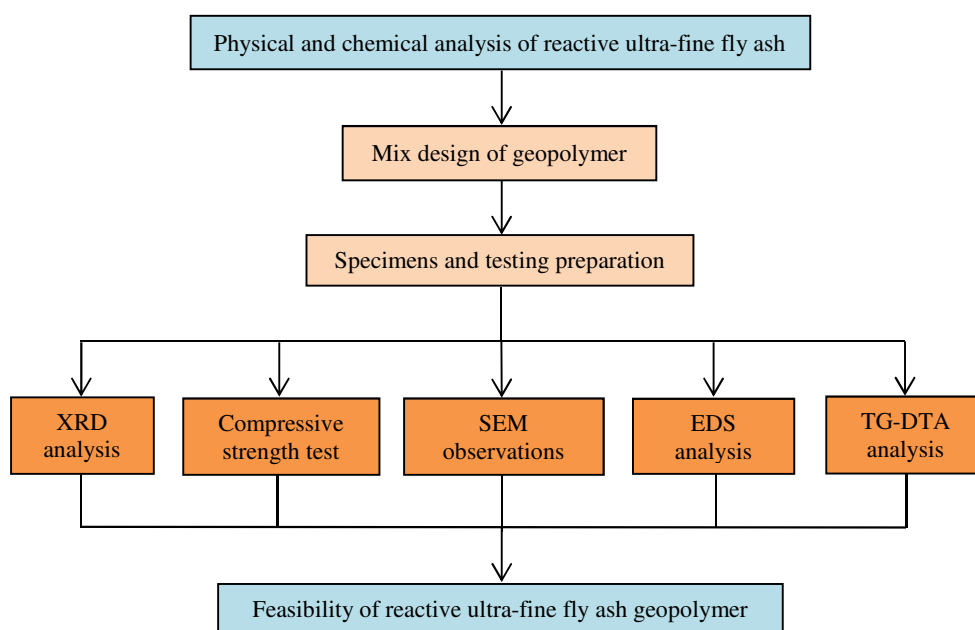 Physical and chemical analysis of reactive ultra-fine fly ash
Mix design of geopolymer
Specimens and testing preparation
XRD
analysis
Compressive
strength test
SEM
observations
EDS
analysis
TG-DTA
analysis
Feasibility of reactive ultra-fine fly ash geopolymer